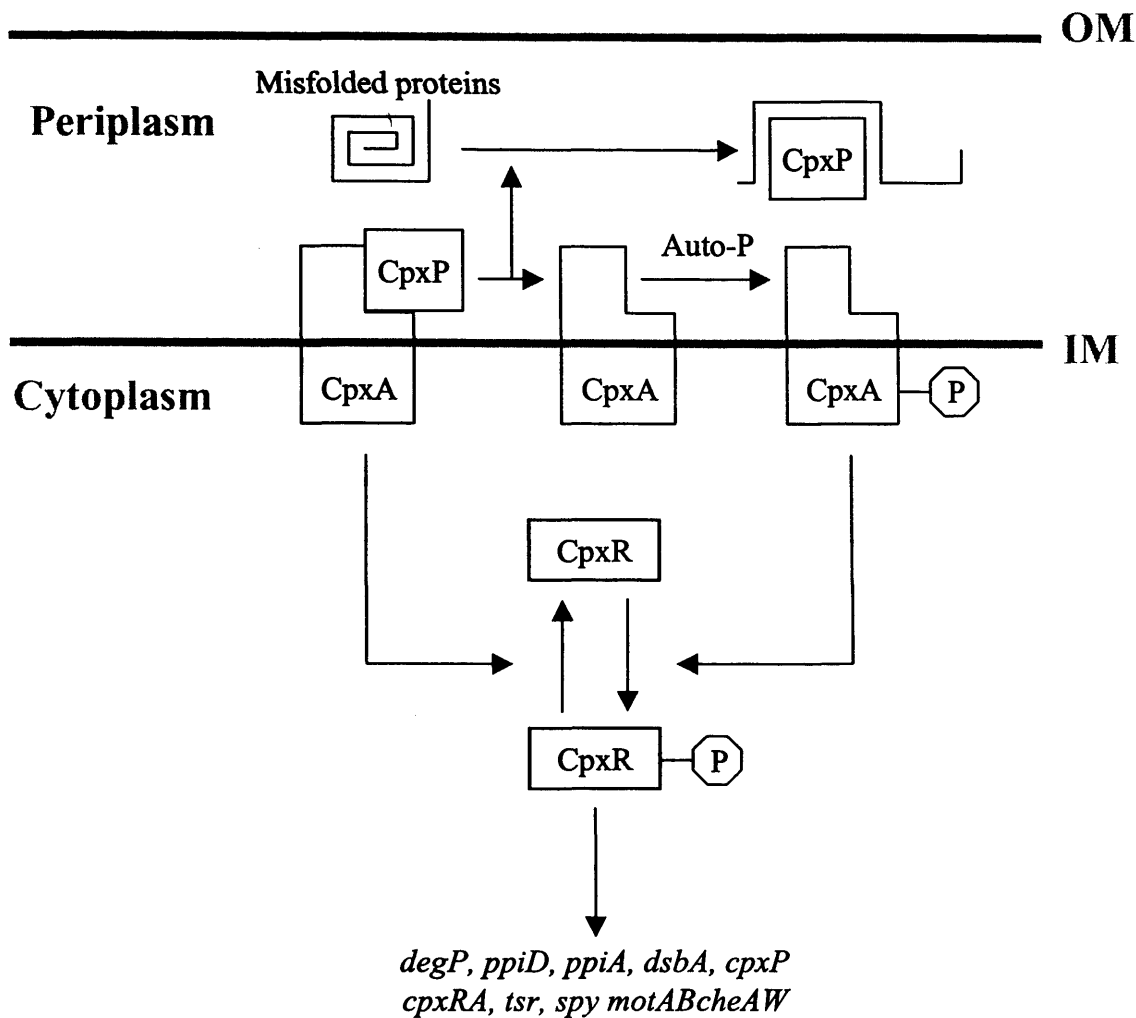 OM
Misfolded proteins
Periplasm
CpxP
CpxP
Auto-P
IM
CpxA
CpxA
CpxA
P
Cytoplasm
CpxR
CpxR
P
degP, ppiD, ppiA, dsbA, cpxP
cpxRA, tsr, spy motABcheAW